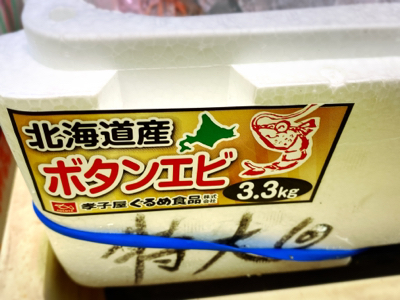 北海道産
ボタンエビ
3.3kg
孝子屋 ぐるめ食品 株式会社
特大